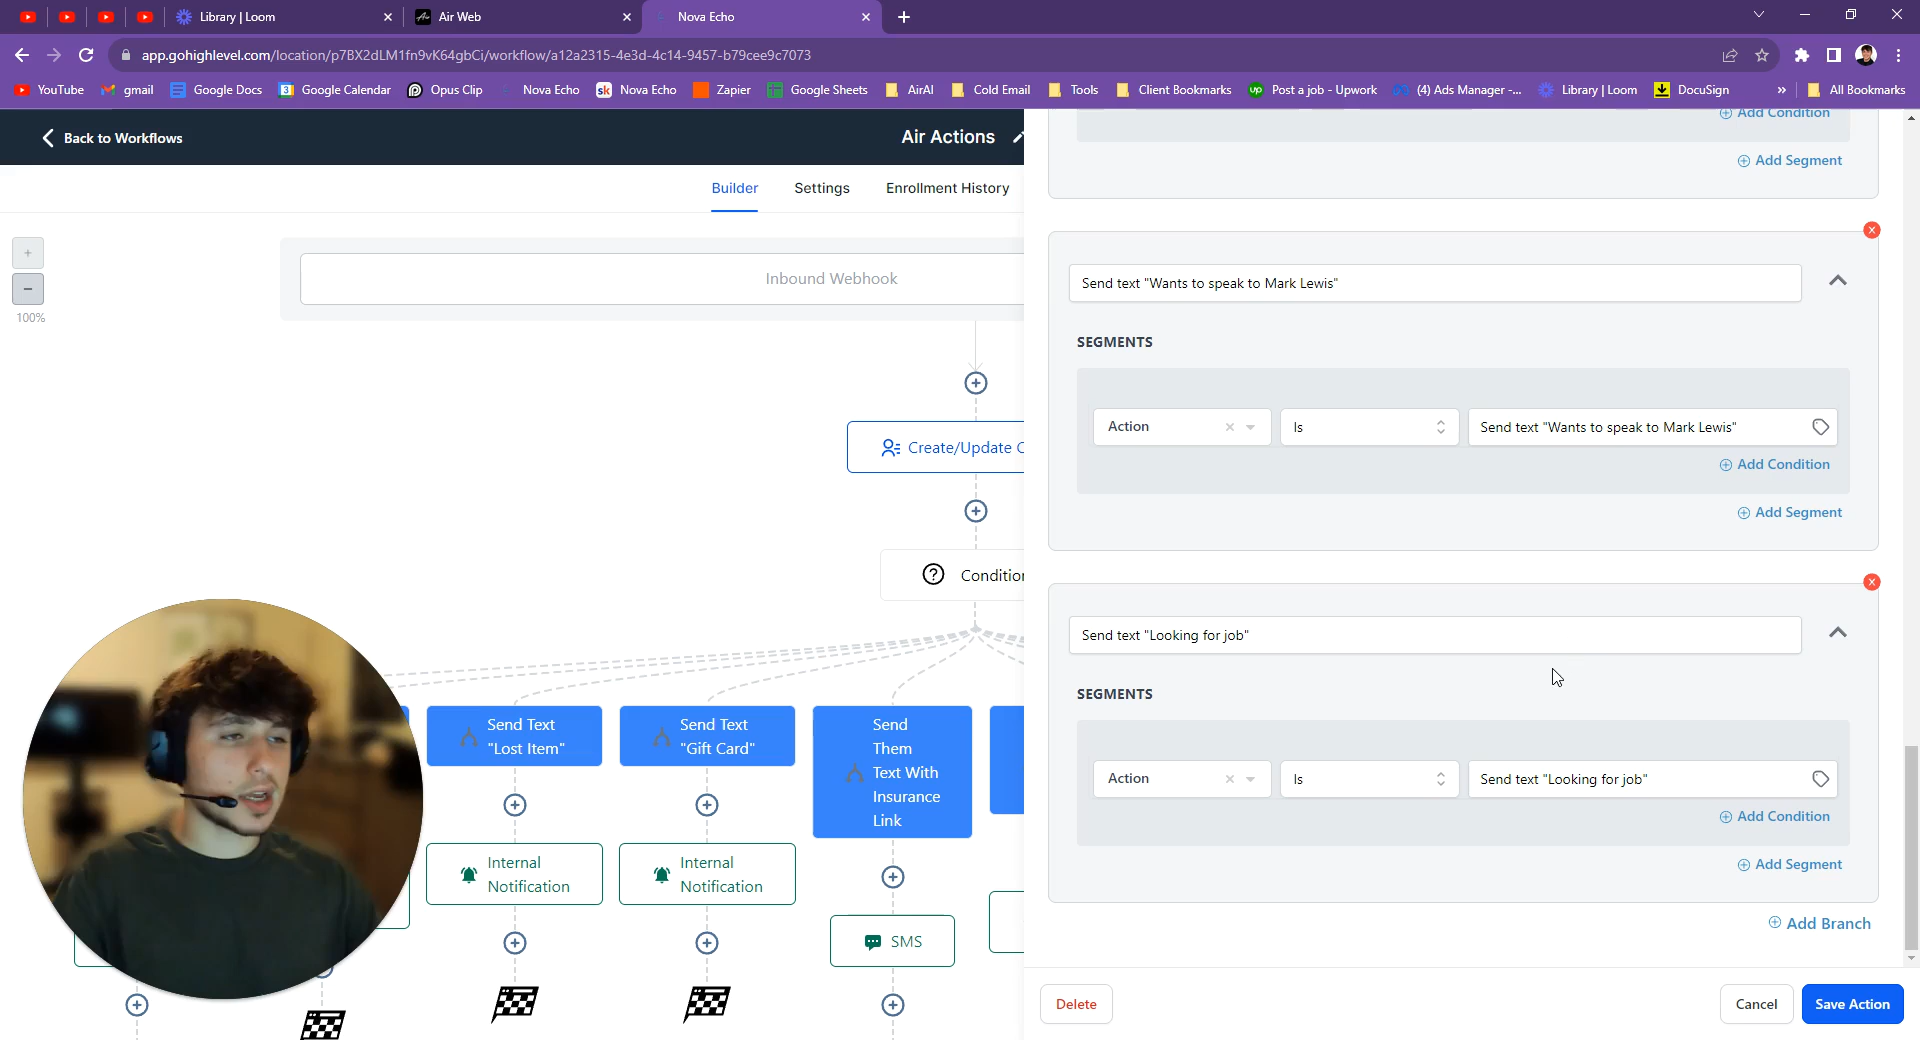 Library | Loom
Air Web
Nova Echo
app.gohighlevel.com/location/p7BX2dLM1fn9vK64gbCi/workflow/a12a2315-4e3d-4c14-9457-b79cee9c7073
YouTube
gmail
Google Docs
3
Google Calendar
Opus Clip
Nova Echo
sk
Nova Echo
Zapier
Google Sheets
AirAI
Cold Email
Tools
Client Bookmarks
up
Post a job - Upwork
(4) Ads Manager -...
Library | Loom
DocuSign
»
All Bookmarks
Back to Workflows
Air Actions
Builder
Settings
Enrollment History
+
−
100%
Inbound Webhook
Create/Update C
Condition
Send Text
"Lost Item"
Send Text
"Gift Card"
Send
Them
Text With
Insurance
Link
Internal
Notification
Internal
Notification
SMS
Add Condition
Add Segment
Send text "Wants to speak to Mark Lewis"
SEGMENTS
Action
Is
Send text "Wants to speak to Mark Lewis"
Add Condition
Add Segment
Send text "Looking for job"
SEGMENTS
Action
Is
Send text "Looking for job"
Add Condition
Add Segment
Add Branch
Delete
Cancel
Save Action